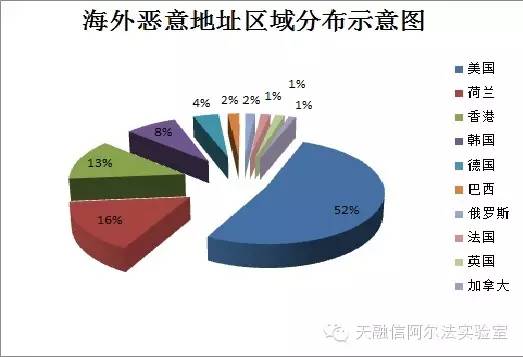 海外恶意地址区域分布示意图
1%
1%
1%
2%
2%
4%
8%
13%
16%
52%
美国
荷兰
香港
韩国
德国
巴西
俄罗斯
法国
英国
加拿大
天融信阿尔法实验室